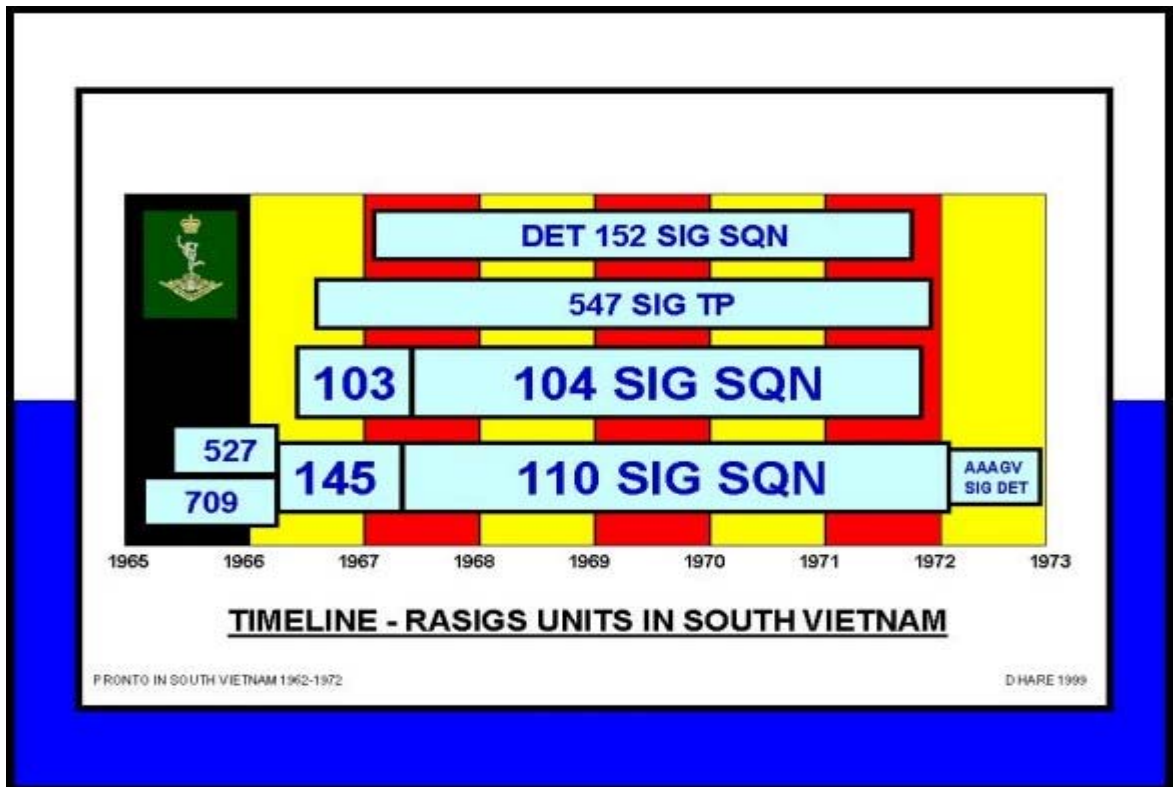 DET 152 SIG SQN
547 SIG TP
103 104 SIG SQN
527
709
145 110 SIG SQN
AAAGV
SIG DET
1965 1966 1967 1968 1969 1970 1971 1972 1973
TIMELINE - RASIGS UNITS IN SOUTH VIETNAM
PRONTO IN SOUTH VIETNAM 1962-1972 D HARE 1999